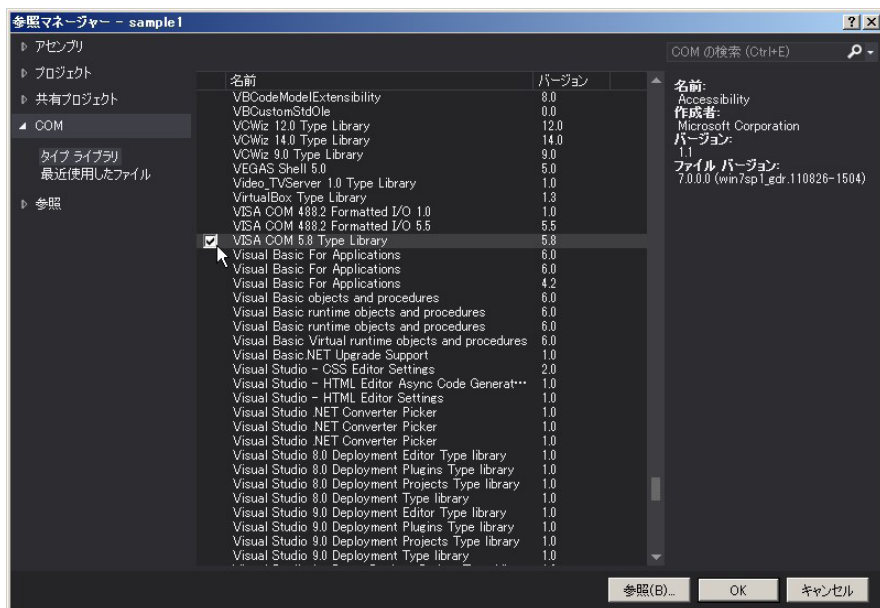 参照マネージャー - sample1
アセンブリ
プロジェクト
共有プロジェクト
COM
タイプ ライブラリ
最近使用したファイル
参照
COM の検索 (Ctrl+E)
名前 バージョン
VBCodeModelExtensibility 8.0
VBCustomStdOle 0.0
VCWiz 12.0 Type Library 12.0
VCWiz 14.0 Type Library 14.0
VCWiz 9.0 Type Library 9.0
VEGAS Shell 5.0 5.0
Video_TVServer 1.0 Type Library 1.0
VirtualBox Type Library 1.3
VISA COM 488.2 Formatted I/O 1.0 1.0
VISA COM 488.2 Formatted I/O 5.5 5.5
VISA COM 5.8 Type Library 5.8
Visual Basic For Applications 6.0
Visual Basic For Applications 6.0
Visual Basic For Applications 4.2
Visual Basic objects and procedures 6.0
Visual Basic runtime objects and procedures 6.0
Visual Basic runtime objects and procedures 6.0
Visual Basic Virtual runtime objects and procedures 6.0
Visual Basic.NET Upgrade Support 1.0
Visual Studio - CSS Editor Settings 2.0
Visual Studio - HTML Editor Async Code Generat… 1.0
Visual Studio - HTML Editor Settings 1.0
Visual Studio .NET Converter Picker 1.0
Visual Studio .NET Converter Picker 1.0
Visual Studio .NET Converter Picker 1.0
Visual Studio 8.0 Deployment Editor Type library 1.0
Visual Studio 8.0 Deployment Plugins Type library 1.0
Visual Studio 8.0 Deployment Projects Type library 1.0
Visual Studio 8.0 Deployment Type library 1.0
Visual Studio 9.0 Deployment Editor Type library 1.0
Visual Studio 9.0 Deployment Plugins Type library 1.0
Visual Studio 9.0 Deployment Projects Type library 1.0
Visual Studio 9.0 Deployment Type library 1.0
名前:
Accessibility
作成者:
Microsoft Corporation
バージョン:
1.1
ファイル バージョン:
7.0.0.0 (win7sp1_gdr.110826-1504)
参照(B)... OK キャンセル